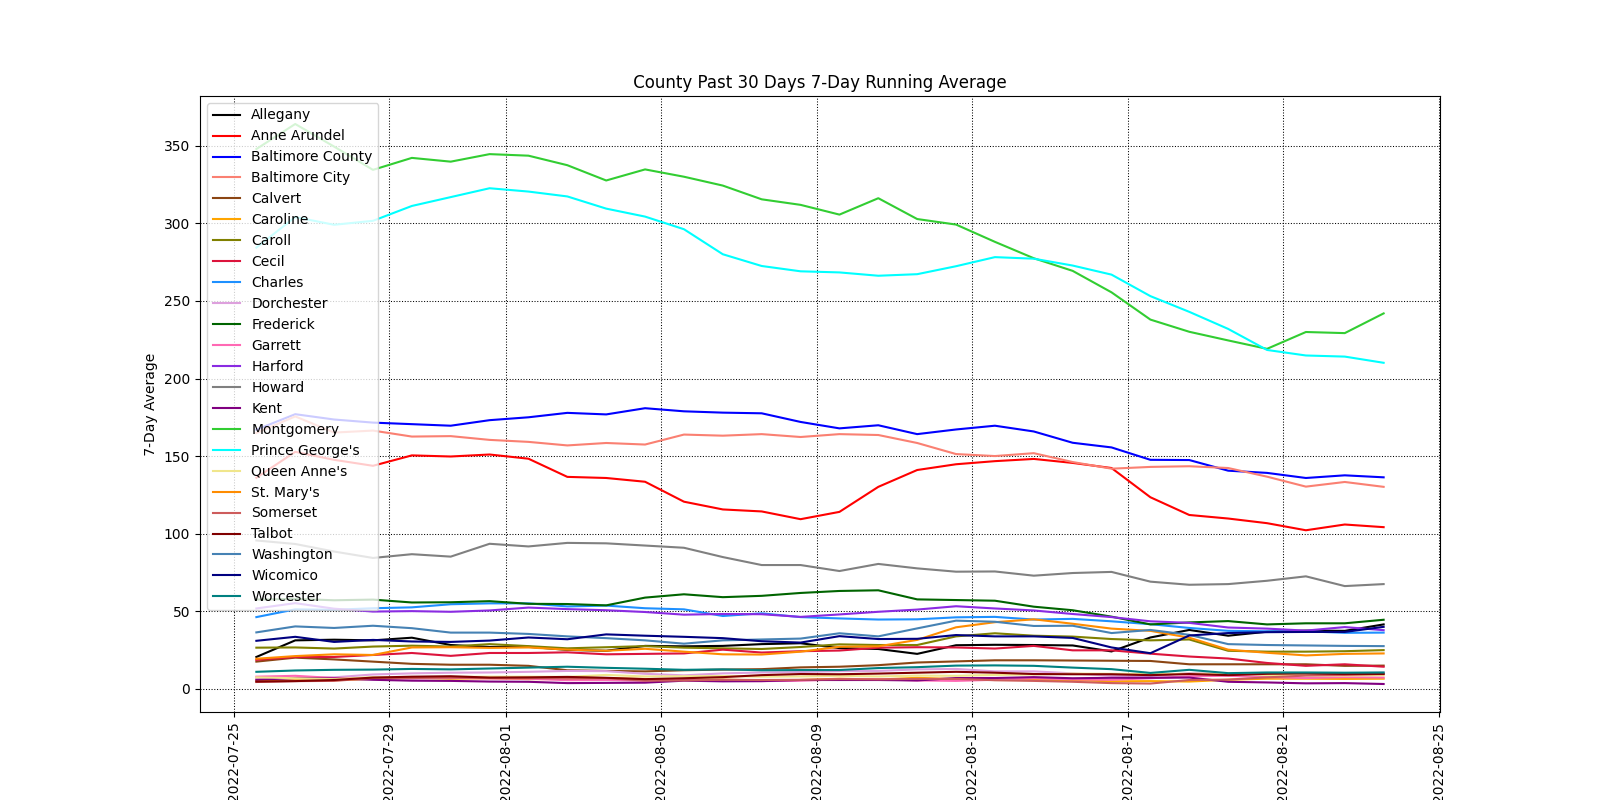 County Past 30 Days 7-Day Running Average
7-Day Average
350
300
250
200
150
100
50
0
Allegany
Anne Arundel
Baltimore County
Baltimore City
Calvert
Caroline
Caroll
Cecil
Charles
Dorchester
Frederick
Garrett
Harford
Howard
Kent
Montgomery
Prince George's
Queen Anne's
St. Mary's
Somerset
Talbot
Washington
Wicomico
Worcester
2022-07-25
2022-07-29
2022-08-01
2022-08-05
2022-08-09
2022-08-13
2022-08-17
2022-08-21
2022-08-25